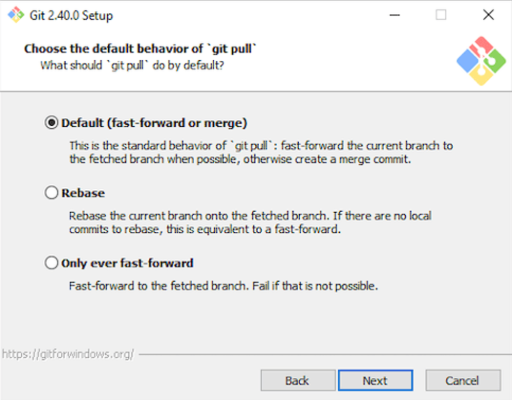 Git 2.40.0 Setup
Choose the default behavior of `git pull`
What should `git pull` do by default?
Default (fast-forward or merge)
This is the standard behavior of `git pull`: fast-forward the current branch to
the fetched branch when possible, otherwise create a merge commit.
Rebase
Rebase the current branch onto the fetched branch. If there are no local
commits to rebase, this is equivalent to a fast-forward.
Only ever fast-forward
Fast-forward to the fetched branch. Fail if that is not possible.
https://gitforwindows.org/
Back
Next
Cancel